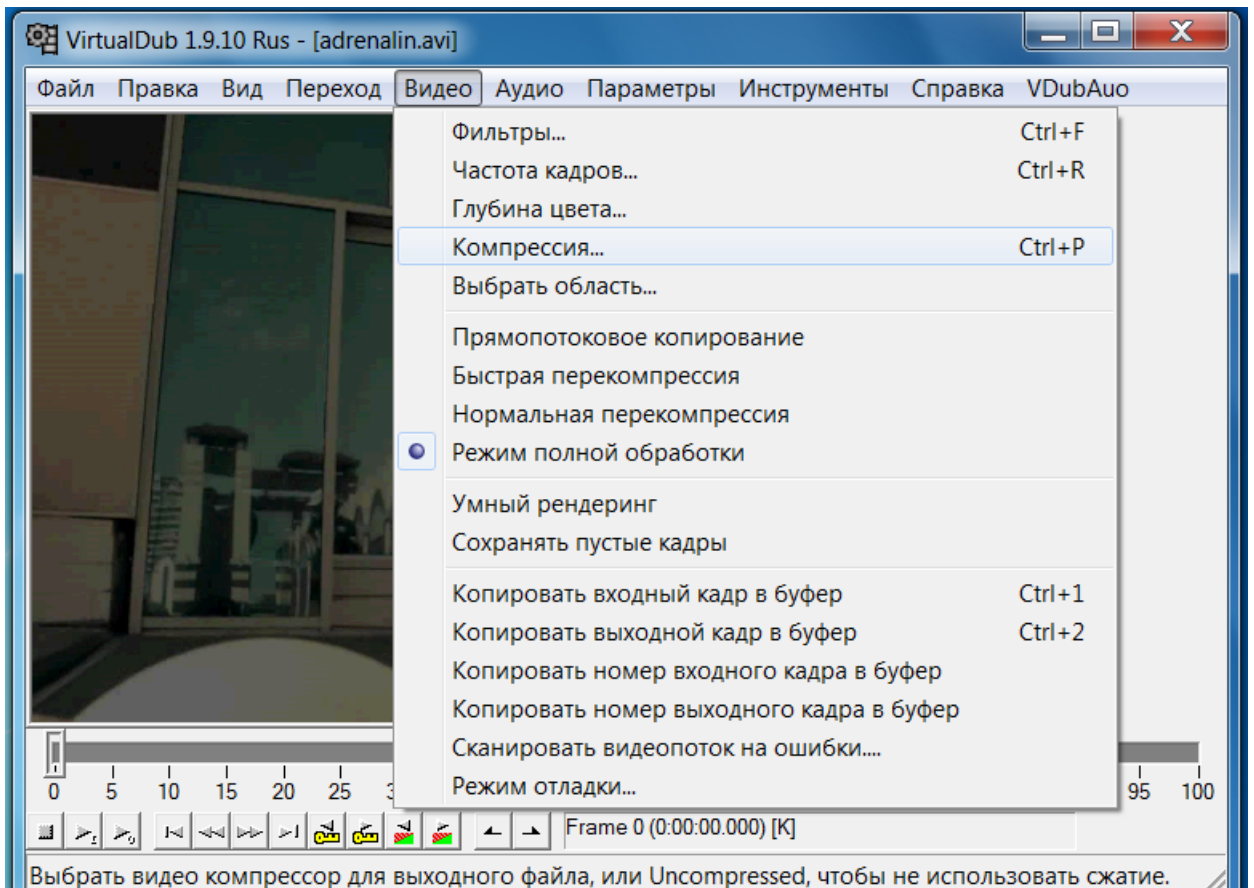 VirtualDub 1.9.10 Rus - [adrenalin.avi]
Файл Правка Вид Переход Видео Аудио Параметры Инструменты Справка VDubAuo
Фильтры... Ctrl+F
Частота кадров... Ctrl+R
Глубина цвета...
Компрессия... Ctrl+P
Выбрать область...
Прямопотоковое копирование
Быстрая перекомпрессия
Нормальная перекомпрессия
Режим полной обработки
Умный рендеринг
Сохранять пустые кадры
Копировать входный кадр в буфер Ctrl+1
Копировать выходной кадр в буфер Ctrl+2
Копировать номер входного кадра в буфер
Копировать номер выходного кадра в буфер
Сканировать видеопоток на ошибки....
Режим отладки...
0 5 10 15 20 25 95 100
Frame 0 (0:00:00.000) [K]
Выбрать видео компрессор для выходного файла, или Uncompressed, чтобы не использовать сжатие.